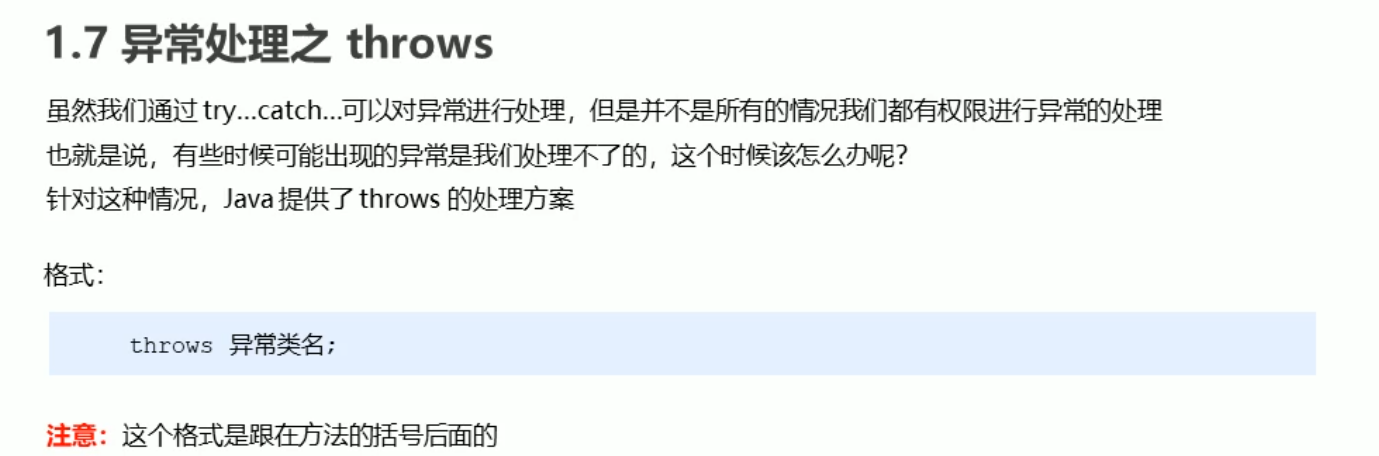 1.7 异常处理之 throws
虽然我们通过 try...catch...可以对异常进行处理，但是并不是所有的情况我们都有权限进行异常的处理
也就是说，有些时候可能出现的异常是我们处理不了的，这个时候该怎么办呢？
针对这种情况，Java 提供了 throws 的处理方案
格式：
throws 异常类名;
注意：这个格式是跟在方法的括号后面的